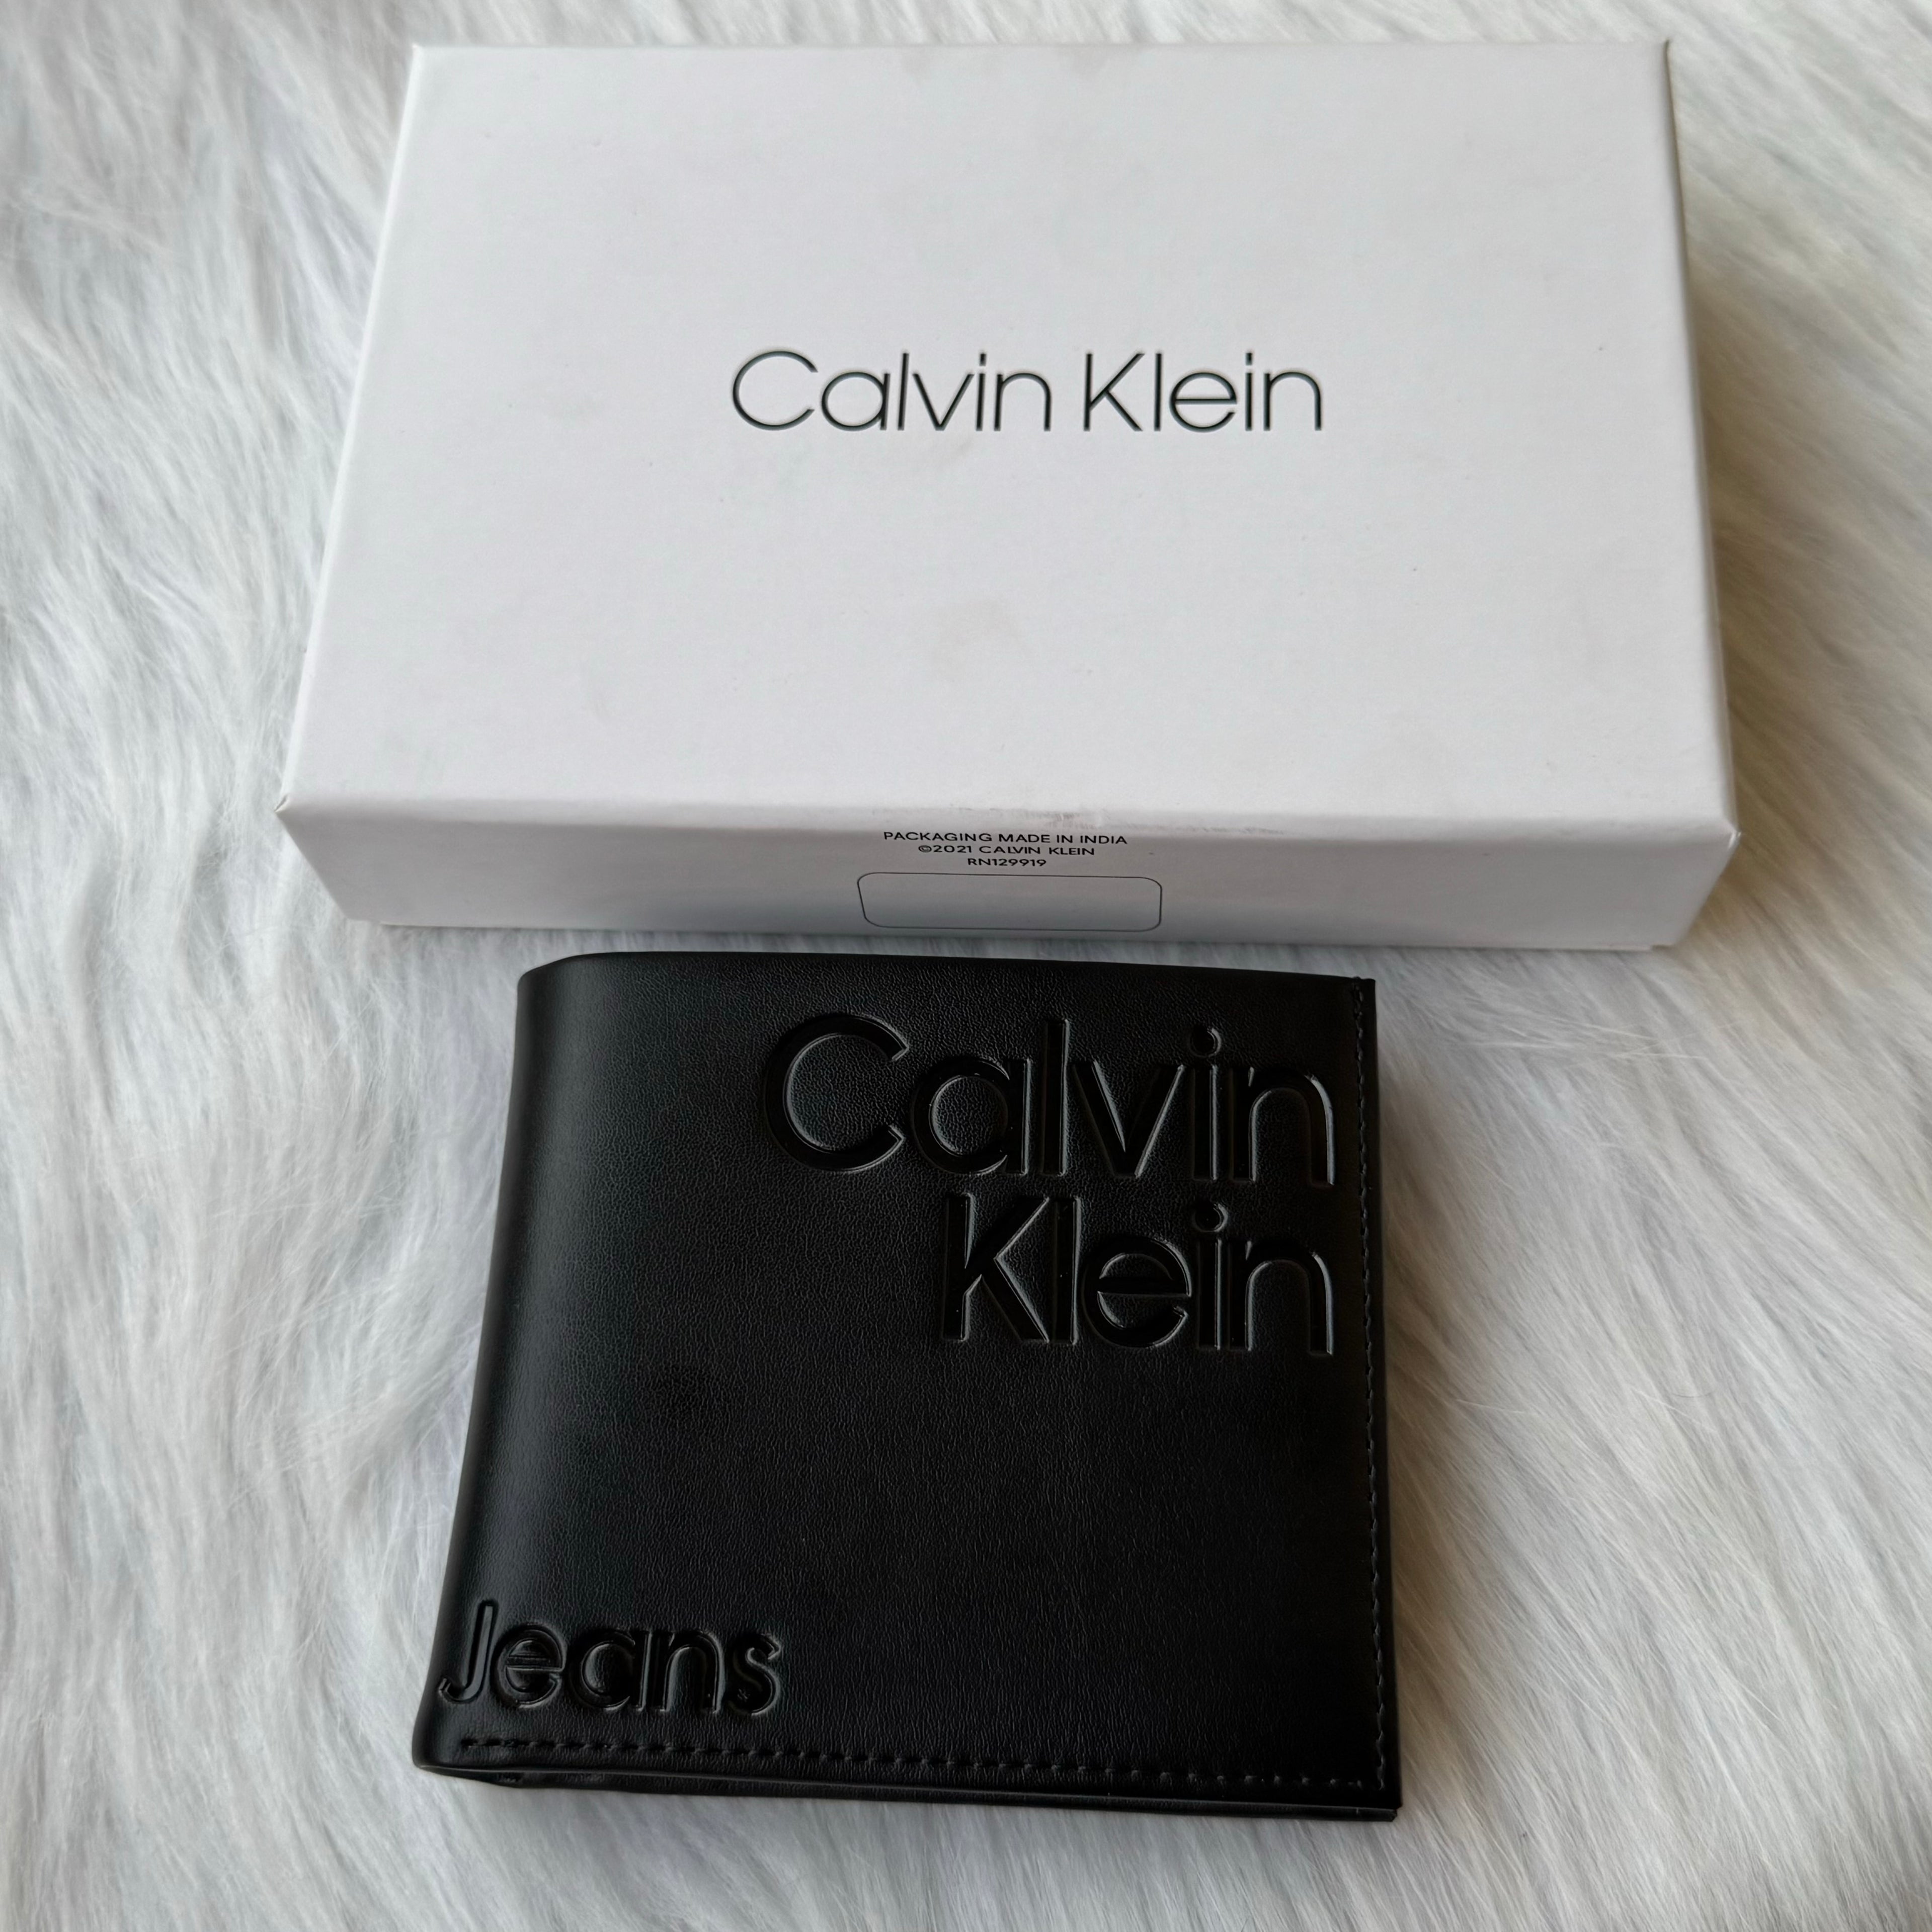 Calvin Klein
PACKAGING MADE IN INDIA
©2021 CALVIN KLEIN
RN129919
Calvin
Klein
Jeans